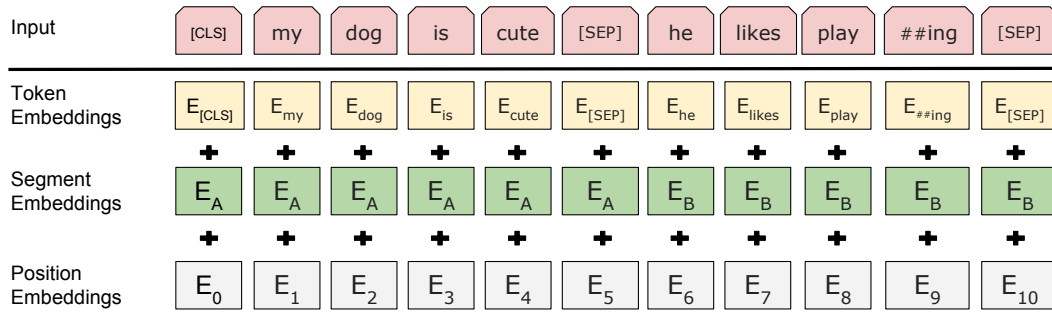 Input [CLS] my dog is cute [SEP] he likes play ##ing [SEP]
Token
Embeddings E[CLS] Emy Edog Eis Ecute E[SEP] Ehe Elikes Eplay E##ing E[SEP]
+ + + + + + + + + + +
Segment
Embeddings EA EA EA EA EA EA EB EB EB EB EB
+ + + + + + + + + + +
Position
Embeddings E0 E1 E2 E3 E4 E5 E6 E7 E8 E9 E10